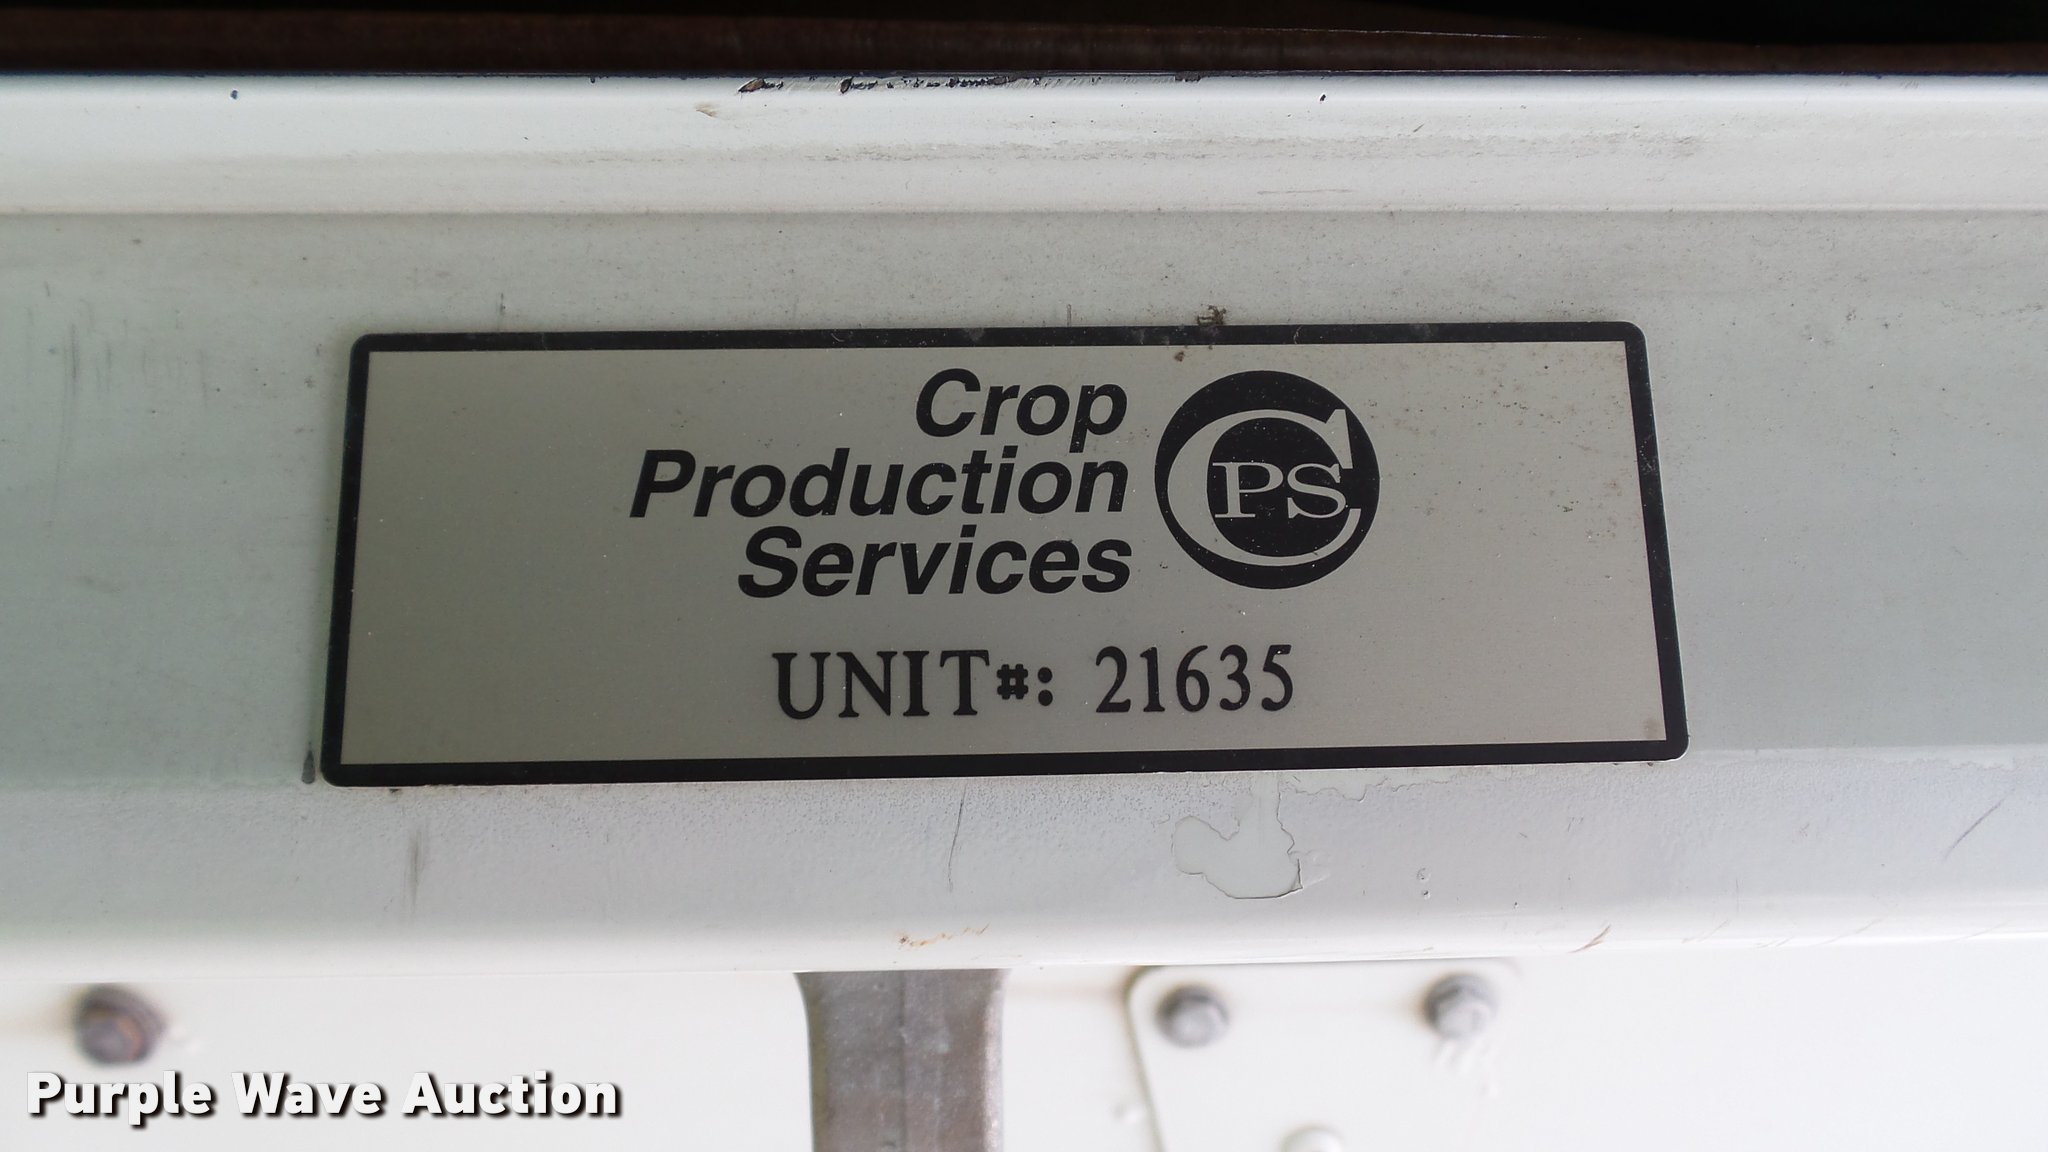 Crop
Production
Services
CPS
UNIT#: 21635
Purple Wave Auction